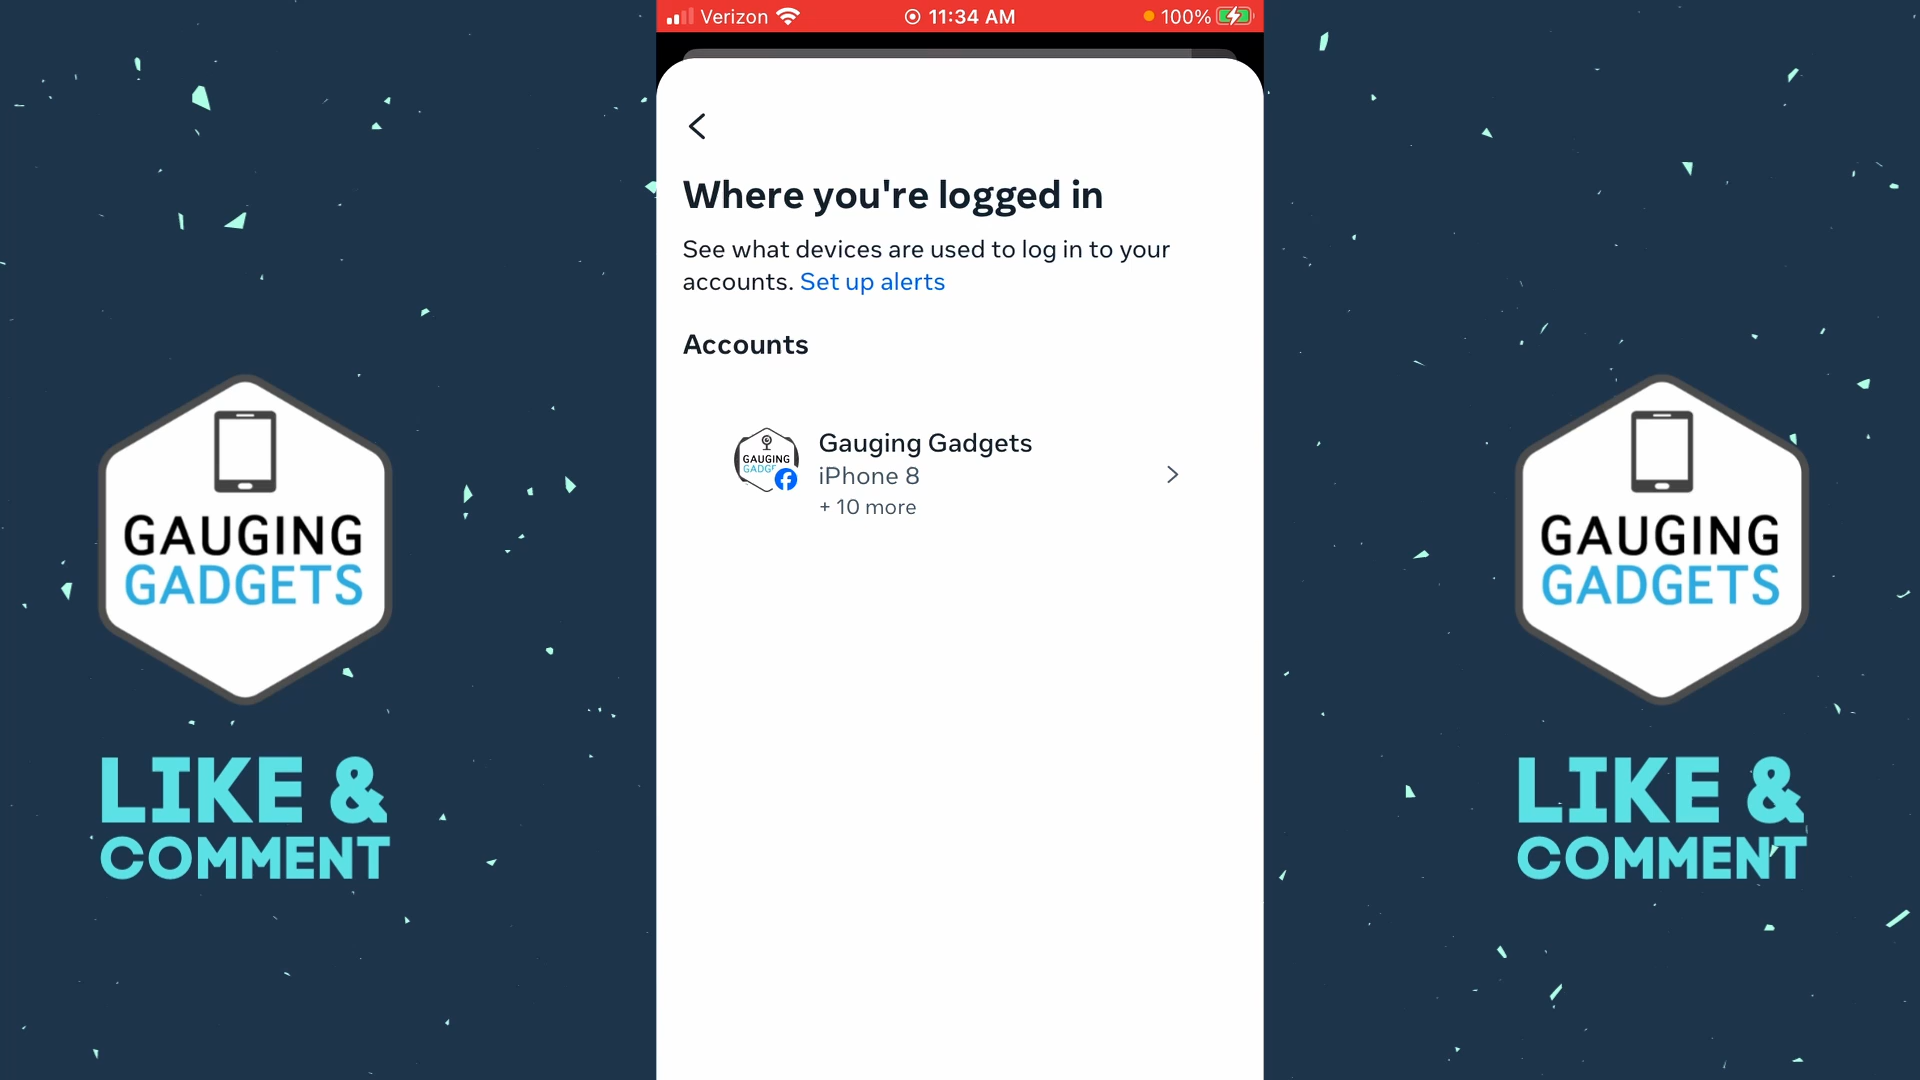 Verizon 11:34 AM 100%
Where you're logged in
See what devices are used to log in to your
accounts. Set up alerts
Accounts
GAUGING
Gauging Gadgets
iPhone 8
+ 10 more
GAUGING
GADGETS
LIKE &
COMMENT
GAUGING
GADGETS
LIKE &
COMMENT